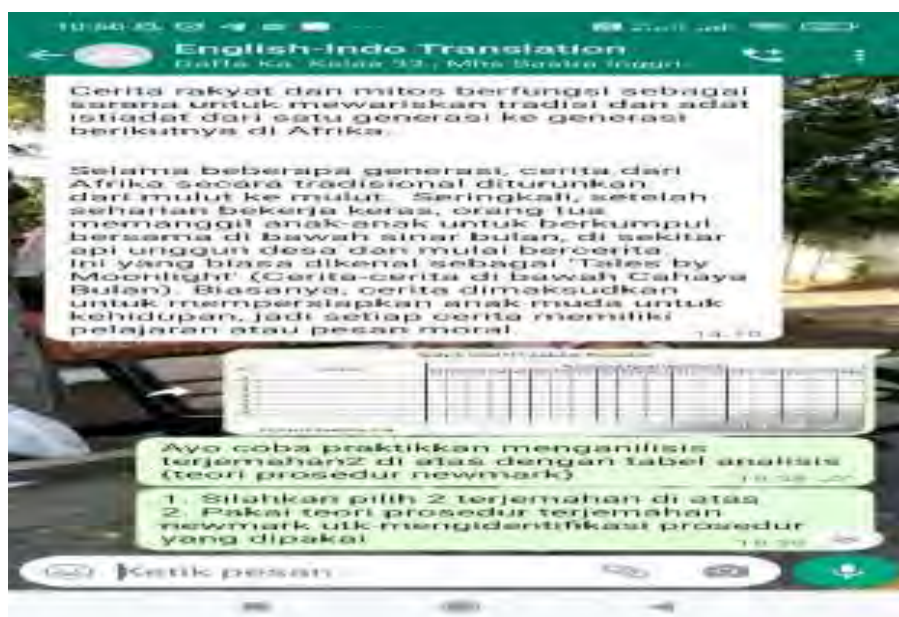 English-Indo Translation
Cerita rakyat dan mitos berfungsi sebagai
sarana untuk mewariskan tradisi dan adat
istiadat dari satu generasi ke generasi
berikutnya di Afrika.
Selama beberapa generasi, cerita dari
Afrika secara tradisional diturunkan
dari mulut ke mulut. Seringkali, setelah
seharian bekerja keras, orang tua
memanggil anak-anak untuk berkumpul
bersama di bawah sinar bulan, di sekitar
api unggun desa dan mulai bercerita
Ini yang biasa dikenal sebagai 'Tales by
Moonlight' (Cerita-cerita di bawah Cahaya
Bulan). Biasanya, cerita dimaksudkan
untuk mempersiapkan anak muda untuk
kehidupan, jadi setiap cerita memiliki
pelajaran atau pesan moral.
Ayo coba praktikkan menganilisis
terjemahan2 di atas dengan tabel analisis
(teori prosedur newmark)
1. Silahkan pilih 2 terjemahan di atas
2. Pakai teori prosedur terjemahan
newmark utk mengidentifikasi prosedur
yang dipakai
Ketik pesan